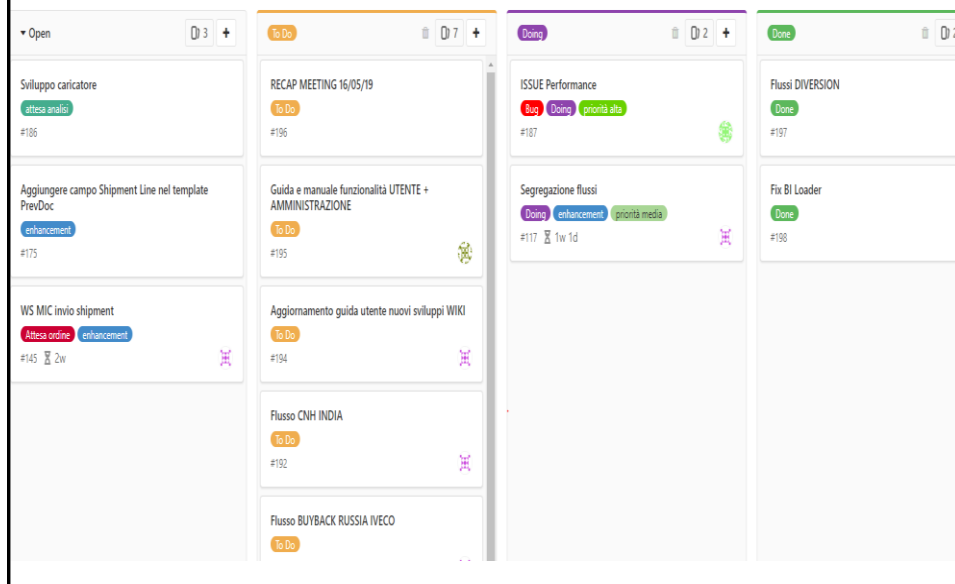 Open 3 +
Sviluppo caricatore
attesa analisi
#186
Aggiungere campo Shipment Line nel template
PrevDoc
enhancement
#175
WS MIC invio shipment
Attesa ordine enhancement
#145 2w
To Do 7 +
RECAP MEETING 16/05/19
To Do
#196
Guida e manuale funzionalità UTENTE +
AMMINISTRAZIONE
To Do
#195
Aggiornamento guida utente nuovi sviluppi WIKI
To Do
#194
Flusso CNH INDIA
To Do
#192
Flusso BUYBACK RUSSIA IVECO
To Do
Doing 2 +
ISSUE Performance
Bug Doing priorità alta
#187
Segregazione flussi
Doing enhancement priorità media
#117 1w 1d
Done 2
Flussi DIVERSION
Done
#197
Fix BI Loader
Done
#198